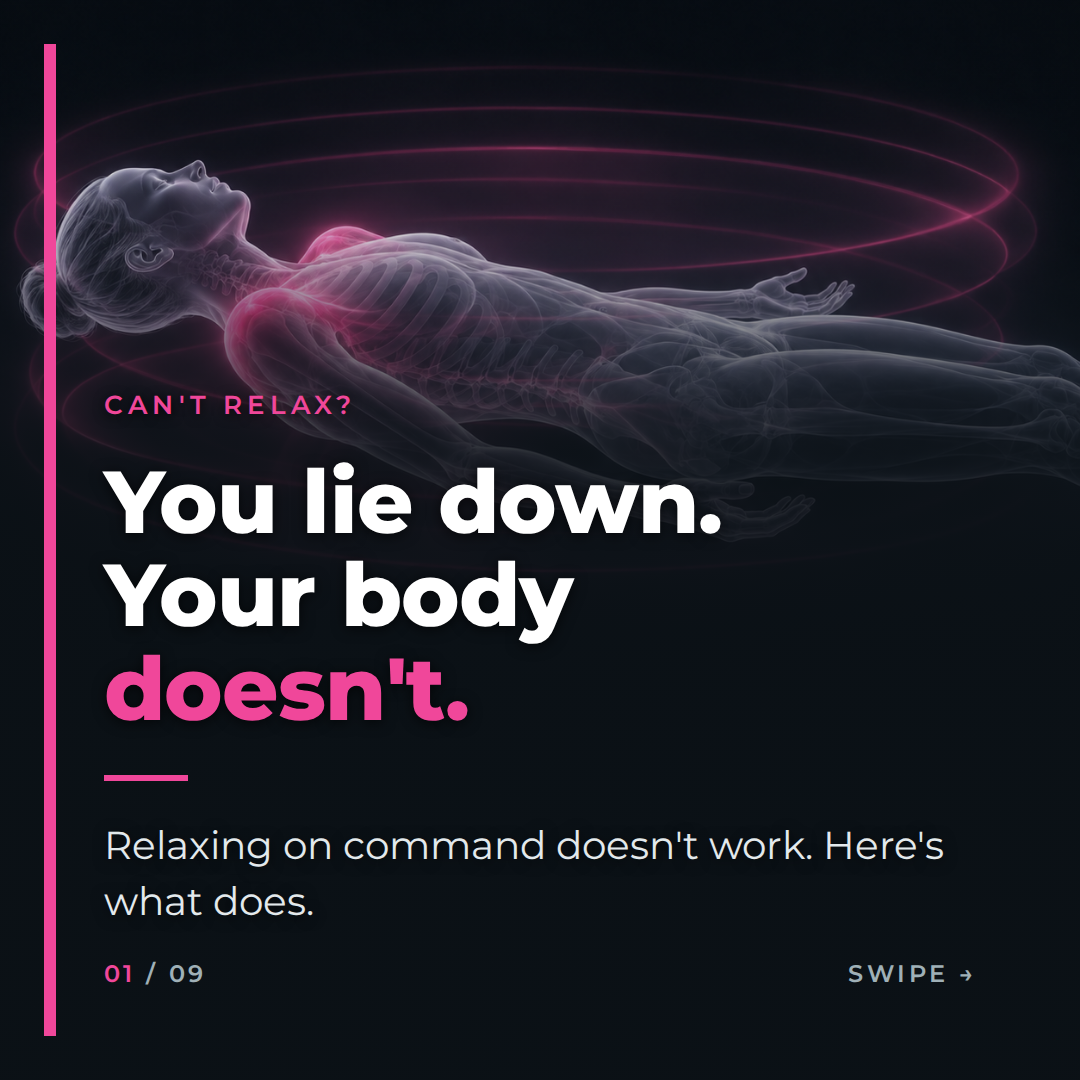 CAN'T RELAX?
You lie down.
Your body
doesn't.
Relaxing on command doesn't work. Here's
what does.
01 / 09
SWIPE →